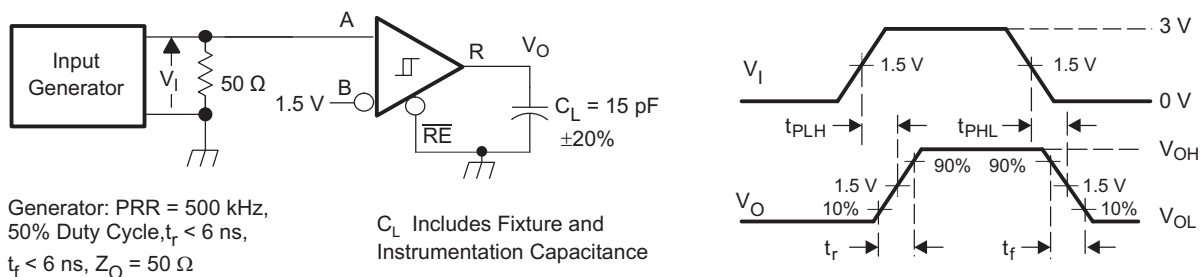 Input
Generator
V_I
50 Ω
A
B
1.5 V
R
V_O
R̅E̅
C_L = 15 pF
±20%
Generator: PRR = 500 kHz,
50% Duty Cycle,t_r < 6 ns,
t_f < 6 ns, Z_O = 50 Ω
C_L Includes Fixture and
Instrumentation Capacitance
3 V
V_I
1.5 V
1.5 V
0 V
t_PLH
t_PHL
V_OH
90%
90%
1.5 V
1.5 V
V_O
10%
10%
V_OL
t_r
t_f